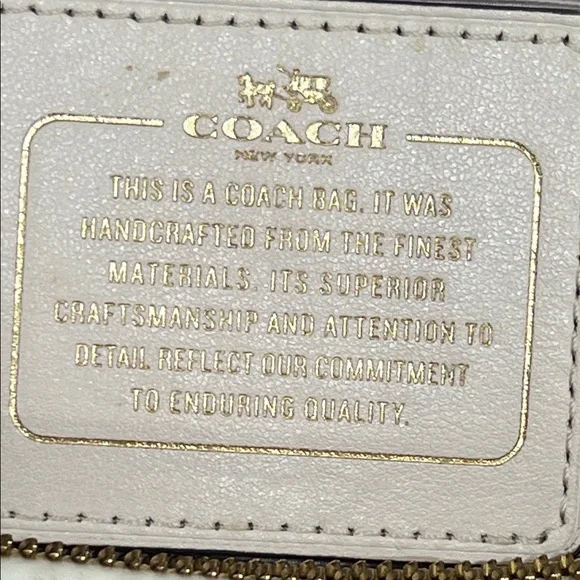 COACH
NEW YORK
THIS IS A COACH BAG. IT WAS
HANDCRAFTED FROM THE FINEST
MATERIALS. ITS SUPERIOR
CRAFTSMANSHIP AND ATTENTION TO
DETAIL REFLECT OUR COMMITMENT
TO ENDURING QUALITY.